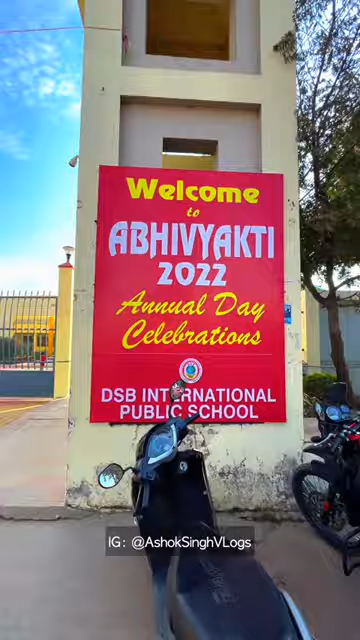 Welcome
to
ABHIVYAKTI
2022
Annual Day
Celebrations
DSB INTERNATIONAL
PUBLIC SCHOOL
IG: @AshokSinghVLogs